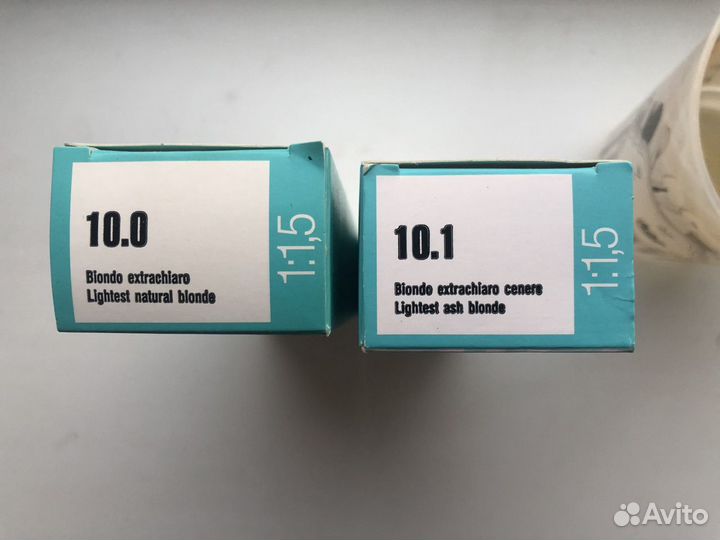 10.0
Biondo extrachiaro
Lightest natural blonde
1:1,5
10.1
Biondo extrachiaro cenere
Lightest ash blonde
1:1,5
Avito